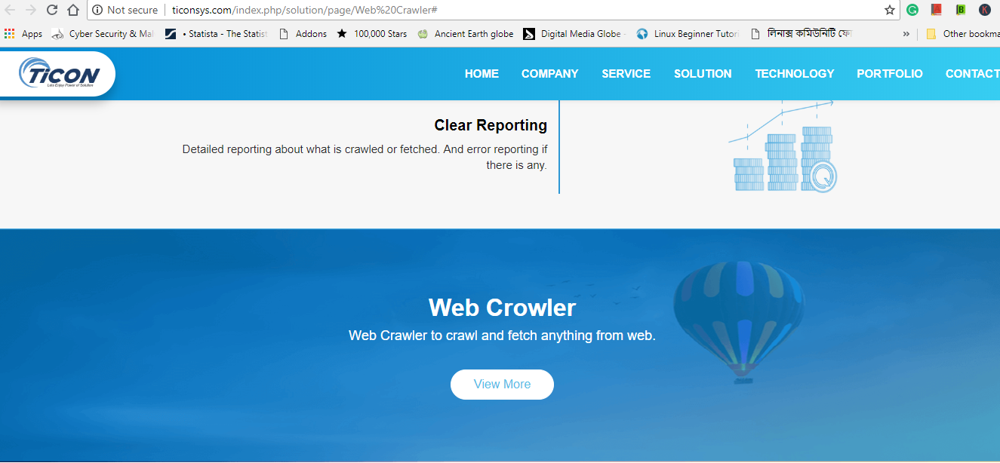 Not secure | ticonsys.com/index.php/solution/page/Web%20Crawler#
Apps Cyber Security & Mal • Statista - The Statist Addons 100,000 Stars Ancient Earth globe Digital Media Globe - Linux Beginner Tutori লিনাক্স কমিউনিটি ফো » Other bookma
TiCON
Lets Enjoy Power of Solution
HOME COMPANY SERVICE SOLUTION TECHNOLOGY PORTFOLIO CONTACT
Clear Reporting
Detailed reporting about what is crawled or fetched. And error reporting if
there is any.
Web Crowler
Web Crawler to crawl and fetch anything from web.
View More